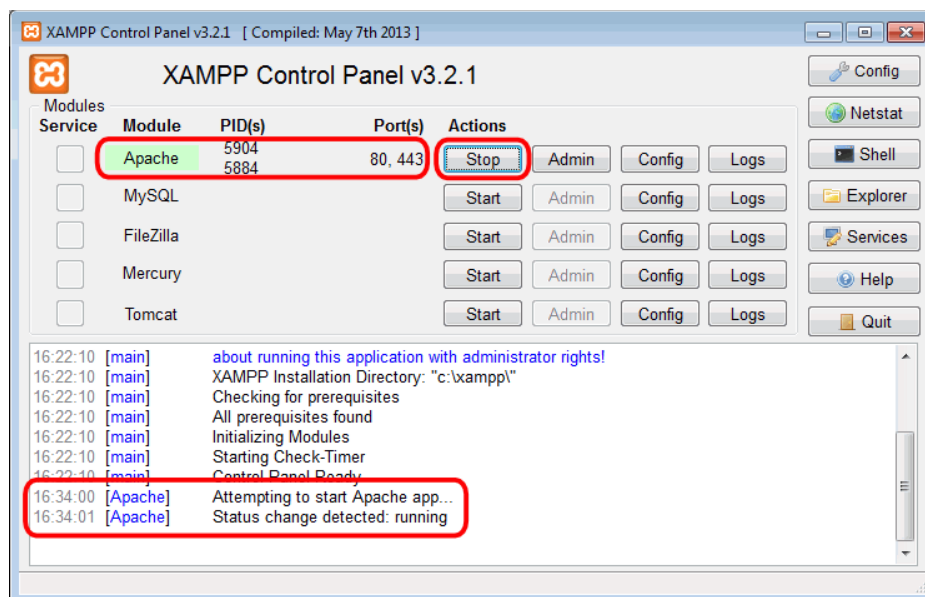 XAMPP Control Panel v3.2.1 [ Compiled: May 7th 2013 ]
XAMPP Control Panel v3.2.1
Config
Modules
Service Module PID(s) Port(s) Actions
Netstat
Apache 5904 5884 80, 443 Stop Admin Config Logs
Shell
MySQL Start Admin Config Logs
Explorer
FileZilla Start Admin Config Logs
Services
Mercury Start Admin Config Logs
Help
Tomcat Start Admin Config Logs
Quit
16:22:10 [main] about running this application with administrator rights!
16:22:10 [main] XAMPP Installation Directory: "c:\xampp\"
16:22:10 [main] Checking for prerequisites
16:22:10 [main] All prerequisites found
16:22:10 [main] Initializing Modules
16:22:10 [main] Starting Check-Timer
16:22:10 [main] Control Panel Ready
16:34:00 [Apache] Attempting to start Apache app...
16:34:01 [Apache] Status change detected: running